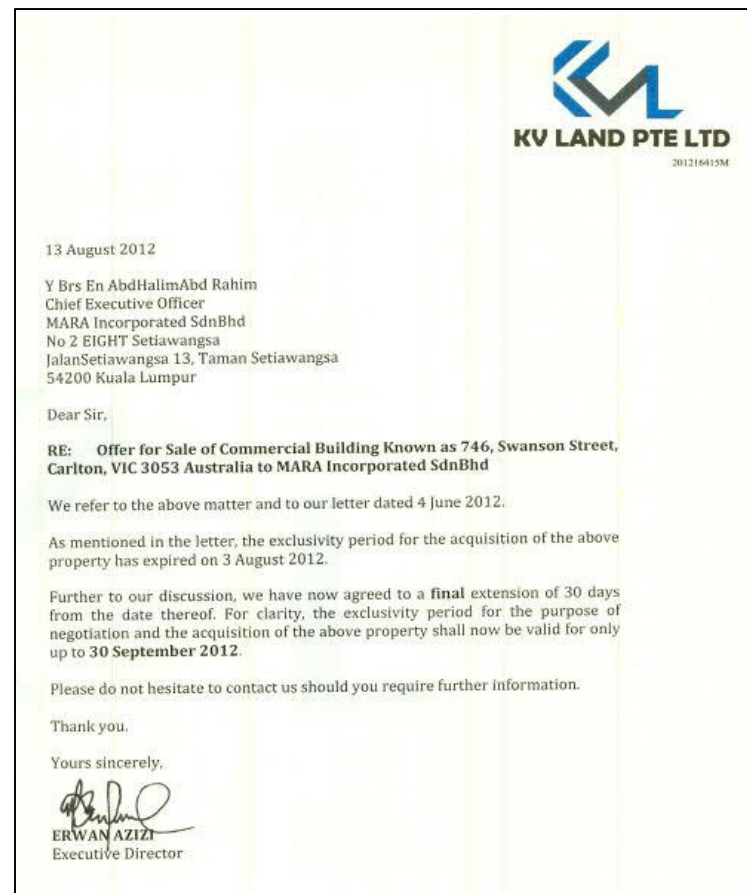 KV LAND PTE LTD
201216415M
13 August 2012
Y Brs En AbdHalimAbd Rahim
Chief Executive Officer
MARA Incorporated SdnBhd
No 2 EIGHT Setiawangsa
JalanSetiawangsa 13, Taman Setiawangsa
54200 Kuala Lumpur
Dear Sir,
RE: Offer for Sale of Commercial Building Known as 746, Swanson Street,
Carlton, VIC 3053 Australia to MARA Incorporated SdnBhd
We refer to the above matter and to our letter dated 4 June 2012.
As mentioned in the letter, the exclusivity period for the acquisition of the above
property has expired on 3 August 2012.
Further to our discussion, we have now agreed to a final extension of 30 days
from the date thereof. For clarity, the exclusivity period for the purpose of
negotiation and the acquisition of the above property shall now be valid for only
up to 30 September 2012.
Please do not hesitate to contact us should you require further information.
Thank you.
Yours sincerely,
ERWAN AZIZI
Executive Director